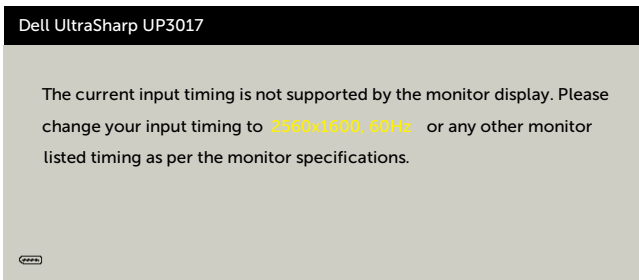 Dell UltraSharp UP3017
The current input timing is not supported by the monitor display. Please
change your input timing to 2560x1600, 60Hz or any other monitor
listed timing as per the monitor specifications.